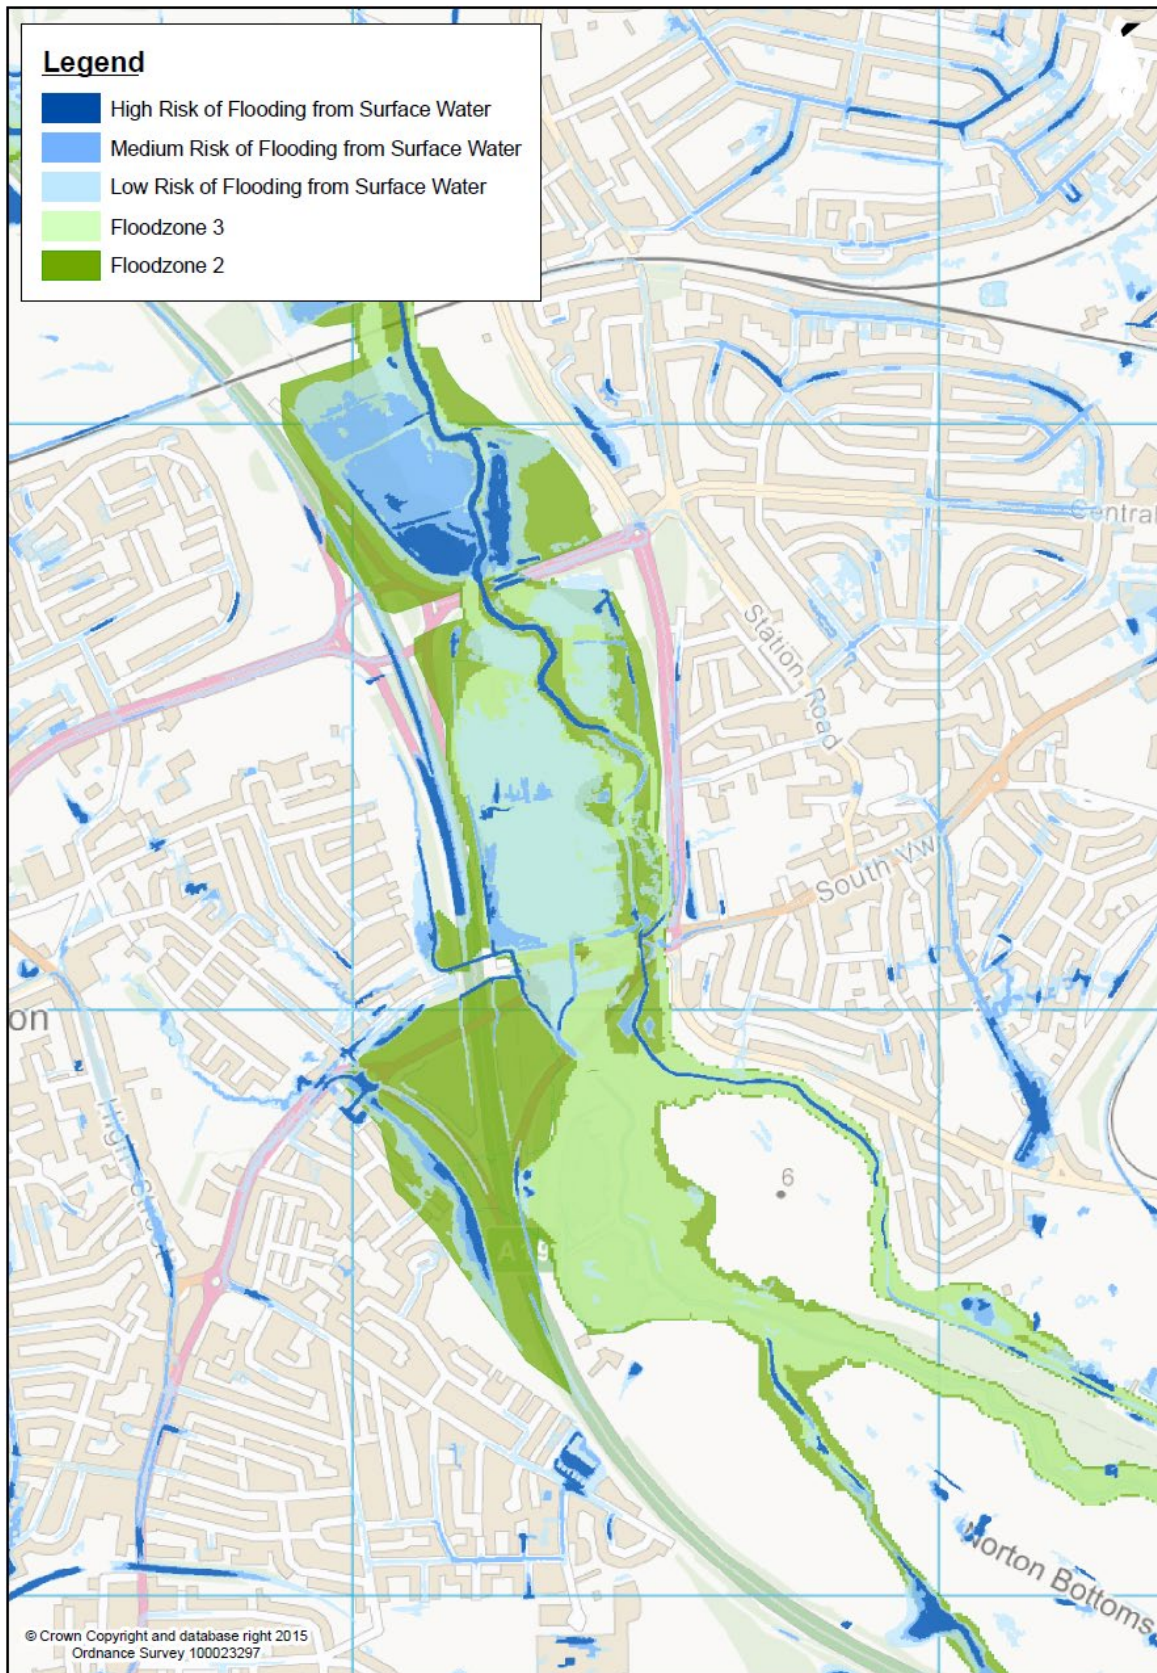 Legend
High Risk of Flooding from Surface Water
Medium Risk of Flooding from Surface Water
Low Risk of Flooding from Surface Water
Floodzone 3
Floodzone 2
Central
Station Road
South Vw
on
High Street
6
A19
Norton Bottoms
© Crown Copyright and database right 2015
Ordnance Survey 100023297